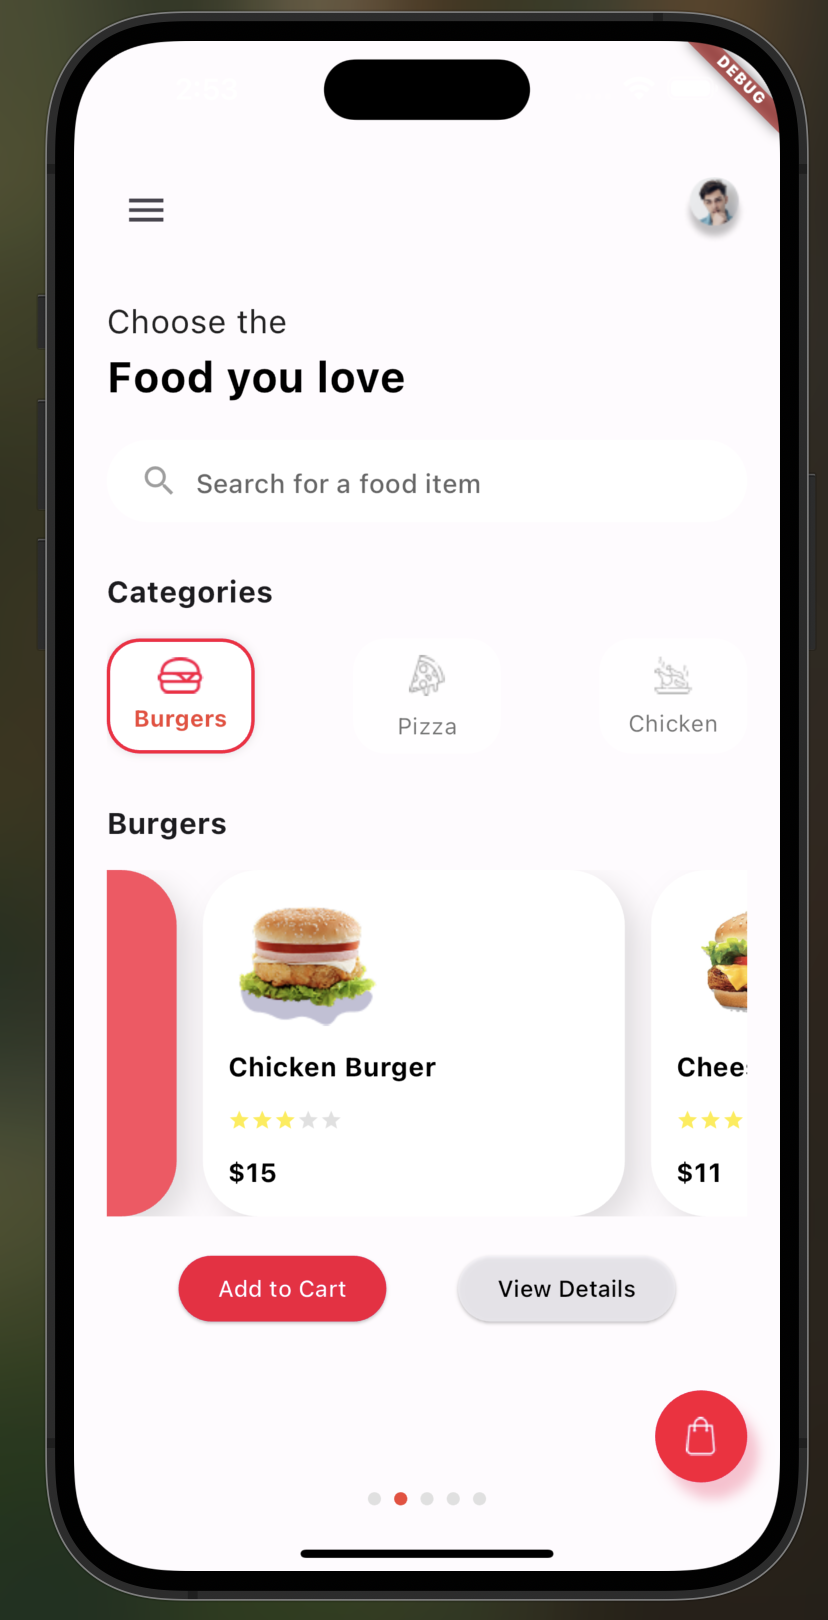 2:53
DEBUG
Choose the
Food you love
Search for a food item
Categories
Burgers
Pizza
Chicken
Burgers
Chicken Burger
Chees
$15
$11
Add to Cart
View Details